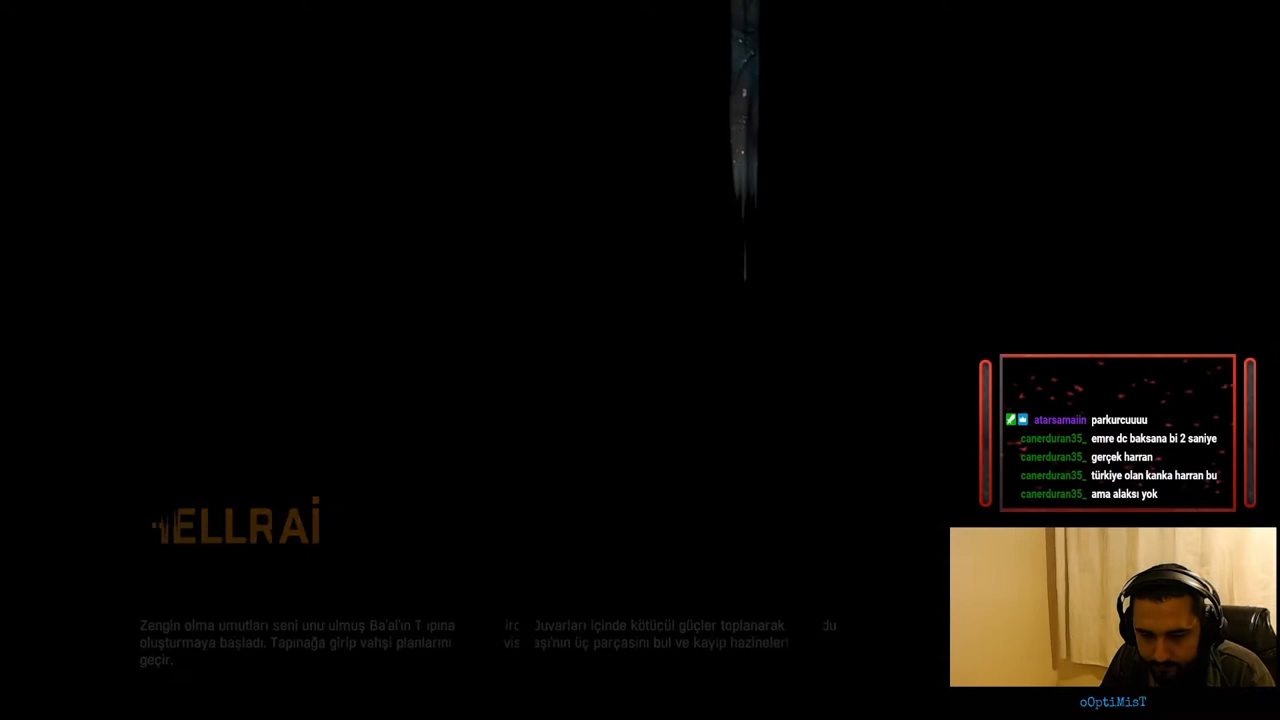 ELLRAİ
Zengin olma umutları seni unutulmuş Ba'al'ın Duvarları içinde kötücül güçler toplanarak
oluşturmaya başladı. Tapınağa girip vahşi planlarını üç parçasını bul ve kayıp hazineleri
geçir.
atarsamaiin parkurcuuuu
canerduran35_ emre dc baksana bi 2 saniye
canerduran35_ gerçek harran
canerduran35_ türkiye olan kanka harran bu
canerduran35_ ama alaksı yok
oOptiMisT